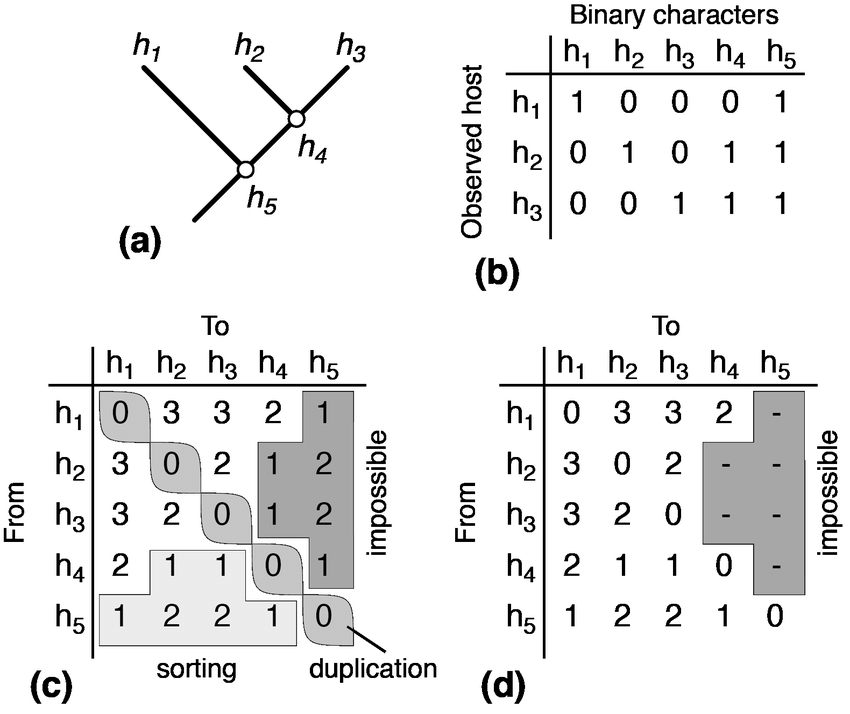 h1 h2 h3
h4
h5
(a)
Binary characters
h1 h2 h3 h4 h5
Observed host
h1 1 0 0 0 1
h2 0 1 0 1 1
h3 0 0 1 1 1
(b)
To
h1 h2 h3 h4 h5
From
h1 0 3 3 2 1
h2 3 0 2 1 2
h3 3 2 0 1 2
h4 2 1 1 0 1
h5 1 2 2 1 0
impossible
sorting duplication
(c)
To
h1 h2 h3 h4 h5
From
h1 0 3 3 2 -
h2 3 0 2 - -
h3 3 2 0 - -
h4 2 1 1 0 -
h5 1 2 2 1 0
impossible
(d)